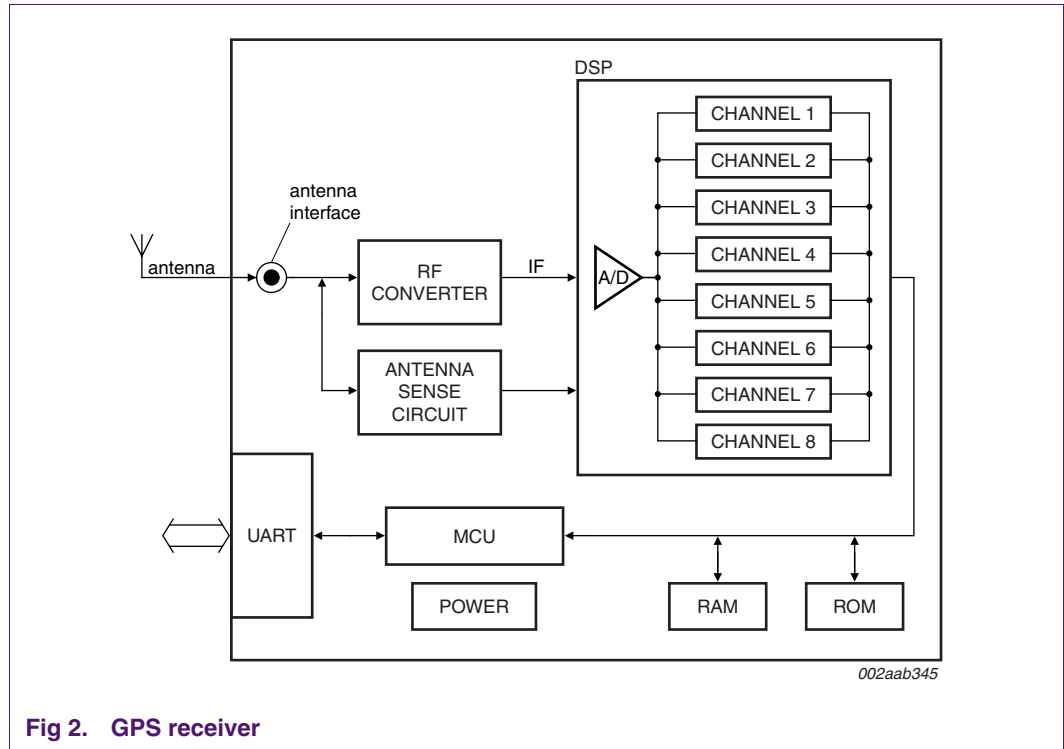 DSP
CHANNEL 1
CHANNEL 2
CHANNEL 3
CHANNEL 4
CHANNEL 5
CHANNEL 6
CHANNEL 7
CHANNEL 8
A/D
antenna
interface
antenna
RF
CONVERTER
IF
ANTENNA
SENSE
CIRCUIT
UART
MCU
POWER
RAM
ROM
002aab345
Fig 2. GPS receiver